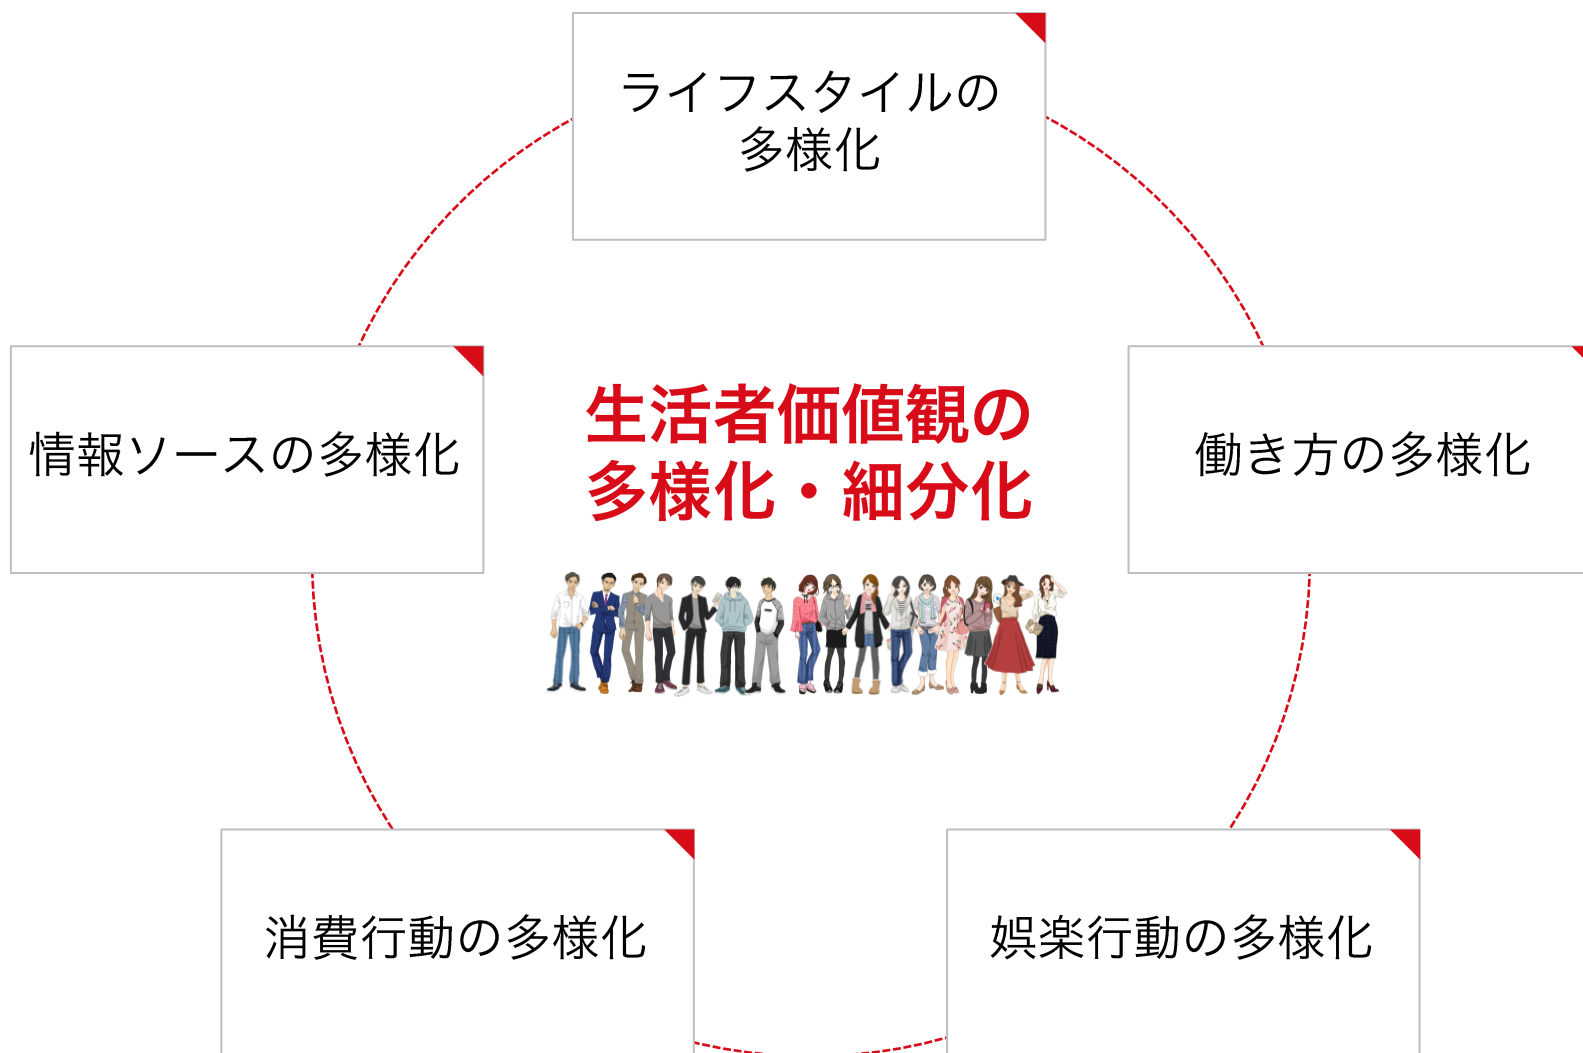 ライフスタイルの
多様化
情報ソースの多様化
生活者価値観の
多様化・細分化
働き方の多様化
消費行動の多様化
娯楽行動の多様化